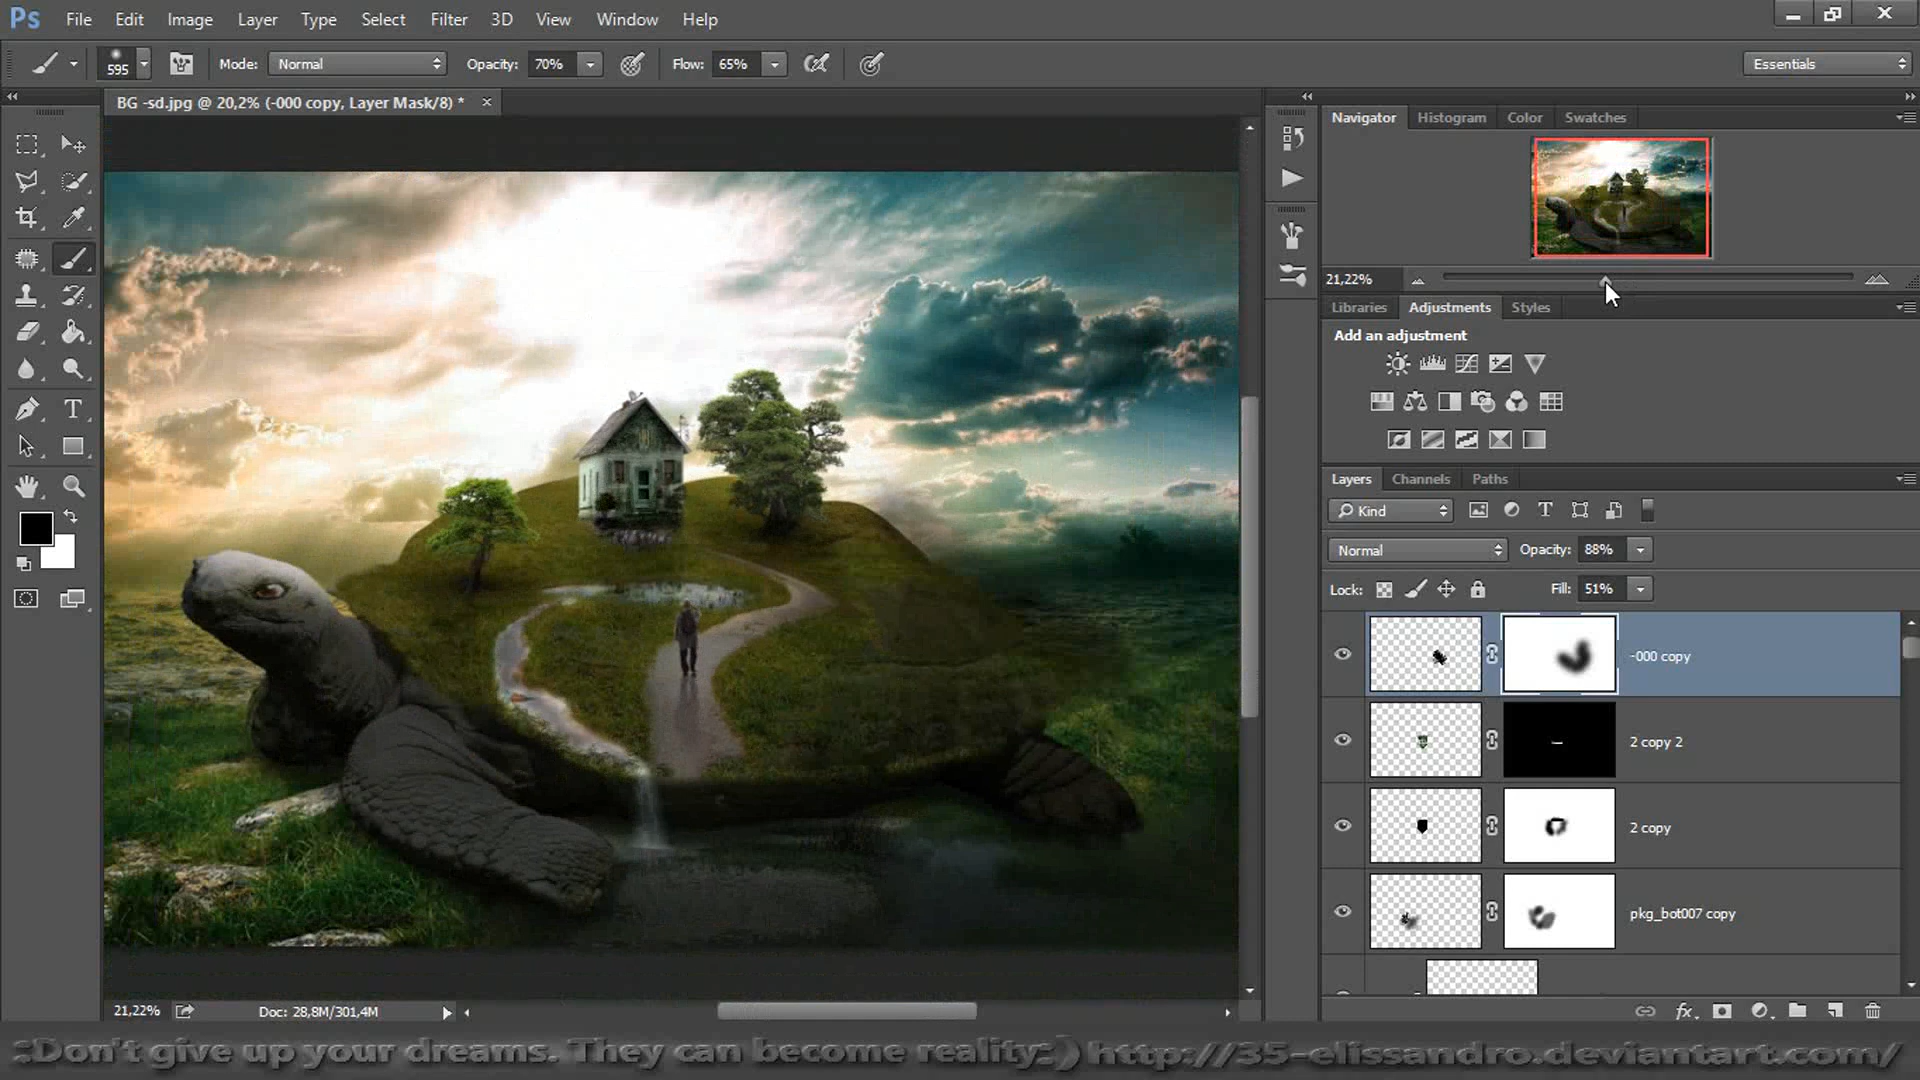 Ps File Edit Image Layer Type Select Filter 3D View Window Help
595 Mode: Normal Opacity: 70% Flow: 65% Essentials
BG -sd.jpg @ 20,2% (-000 copy, Layer Mask/8) *
Navigator Histogram Color Swatches
21,22%
Libraries Adjustments Styles
Add an adjustment
Layers Channels Paths
Kind
Normal Opacity: 88%
Lock: Fill: 51%
-000 copy
2 copy 2
2 copy
pkg_bot007 copy
21,22% Doc: 28,8M/301,4M
:Don't give up your dreams. They can become reality:) http://35-elissandro.deviantart.com/